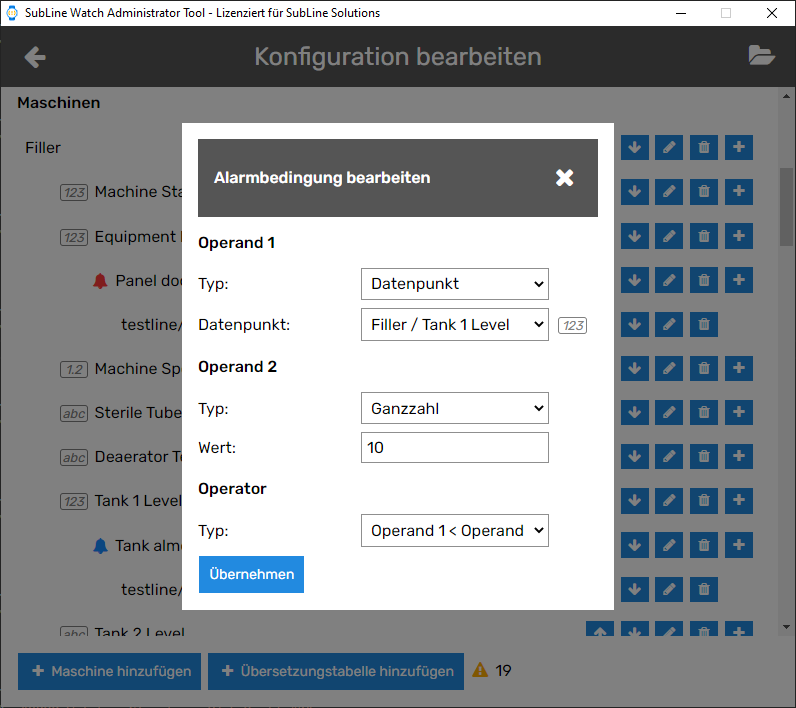 SubLine Watch Administrator Tool - Lizenziert für SubLine Solutions
Konfiguration bearbeiten
Maschinen
Filler
123 Machine Sta
123 Equipment
Panel doo
testline/
1.2 Machine Sp
abc Sterile Tube
abc Deaerator T
123 Tank 1 Level
Tank alm
testline/
abc Tank 2 Level
Alarmbedingung bearbeiten
Operand 1
Typ: Datenpunkt
Datenpunkt: Filler / Tank 1 Level 123
Operand 2
Typ: Ganzzahl
Wert: 10
Operator
Typ: Operand 1 < Operand
Übernehmen
Maschine hinzufügen Übersetzungstabelle hinzufügen 19